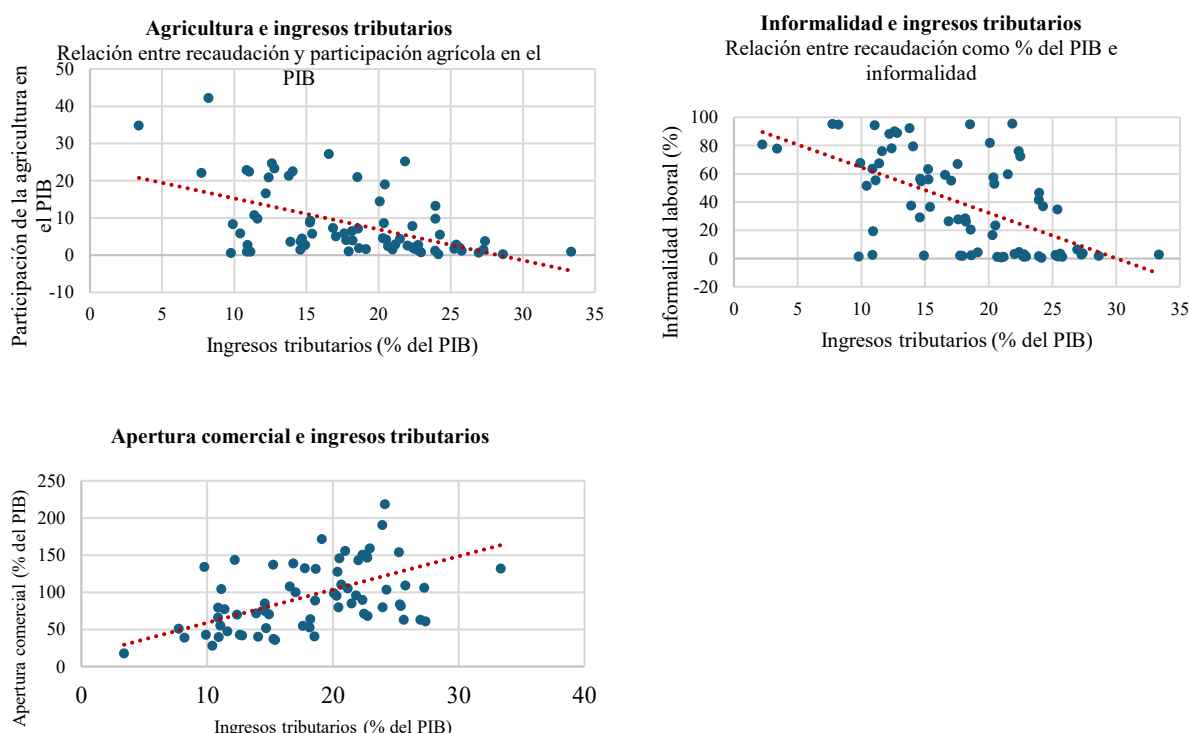 Agricultura e ingresos tributarios
Relación entre recaudación y participación agrícola en el
PIB
Participación de la agricultura en
el PIB
50
40
30
20
10
0
-10
0 5 10 15 20 25 30 35
Ingresos tributarios (% del PIB)
Informalidad e ingresos tributarios
Relación entre recaudación como % del PIB e
informalidad
Informalidad laboral (%)
100
80
60
40
20
0
-20
0 5 10 15 20 25 30 35
Ingresos tributarios (% del PIB)
Apertura comercial e ingresos tributarios
Apertura comercial (% del PIB)
250
200
150
100
50
0
0 10 20 30 40
Ingresos tributarios (% del PIB)